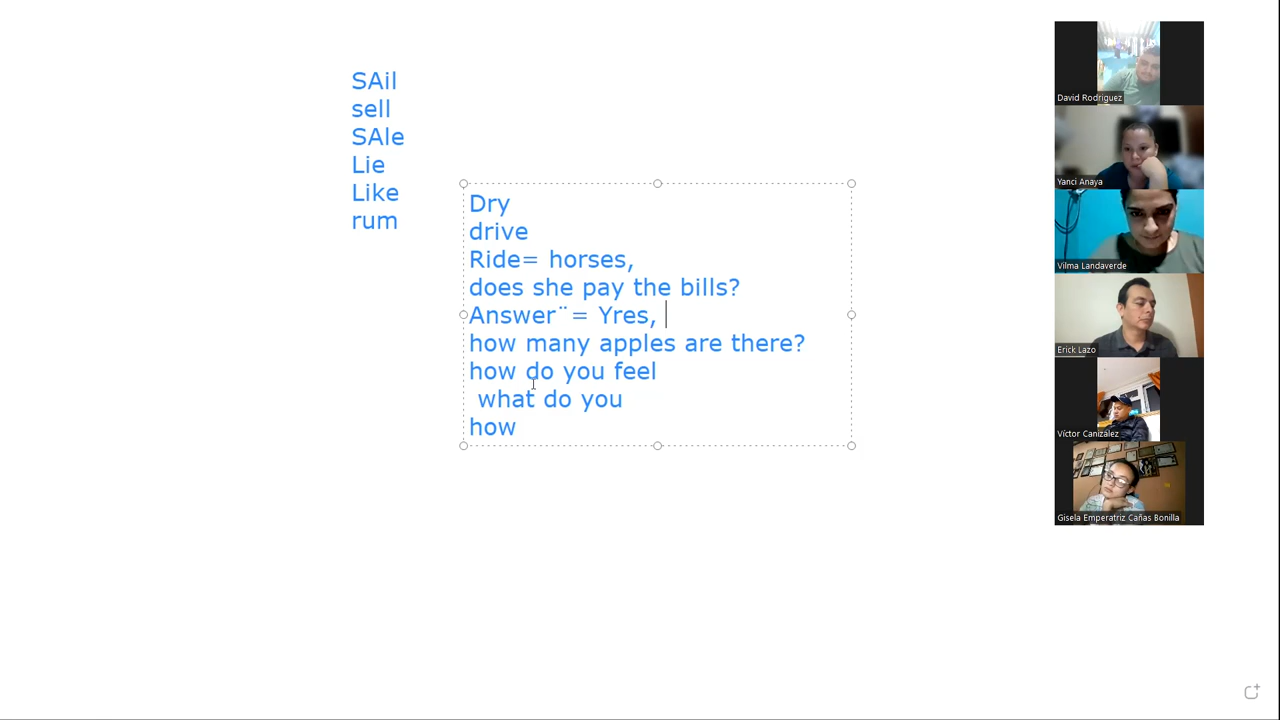 SAil
sell
SAle
Lie
Like
rum
Dry
drive
Ride= horses,
does she pay the bills?
Answer¨= Yres,
how many apples are there?
how do you feel
what do you
how
David Rodriguez
Yanci Anaya
Vilma Landaverde
Erick Lazo
Víctor Canizález
Gisela Emperatriz Cañas Bonilla